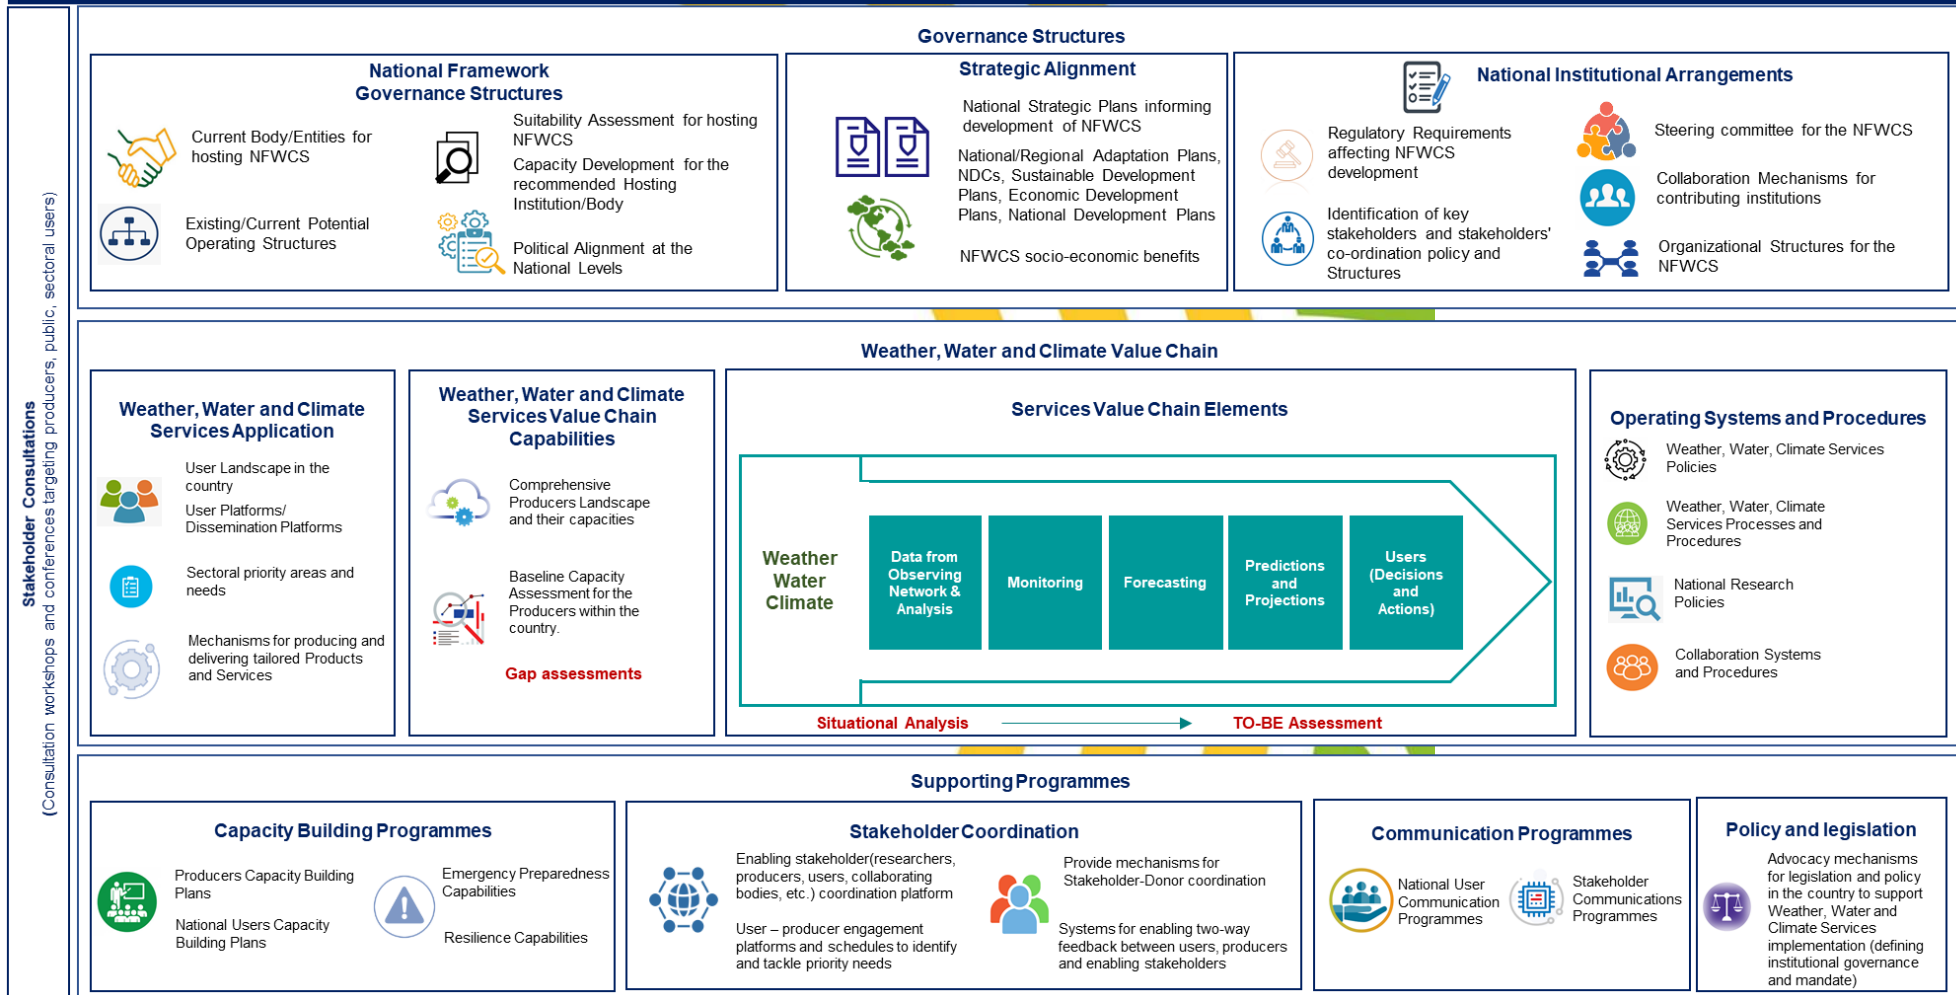 Stakeholder Consultations
(Consultation workshops and conferences targeting producers, public, sectoral users)
Governance Structures
National Framework
Governance Structures
Current Body/Entities for
hosting NFWCS
Existing/Current Potential
Operating Structures
Suitability Assessment for hosting
NFWCS
Capacity Development for the
recommended Hosting
Institution/Body
Political Alignment at the
National Levels
Strategic Alignment
National Strategic Plans informing
development of NFWCS
National/Regional Adaptation Plans,
NDCs, Sustainable Development
Plans, Economic Development
Plans, National Development Plans
NFWCS socio-economic benefits
National Institutional Arrangements
Regulatory Requirements
affecting NFWCS
development
Identification of key
stakeholders and stakeholders'
co-ordination policy and
Structures
Steering committee for the NFWCS
Collaboration Mechanisms for
contributing institutions
Organizational Structures for the
NFWCS
Weather, Water and Climate Value Chain
Weather, Water and Climate
Services Application
User Landscape in the
country
User Platforms/
Dissemination Platforms
Sectoral priority areas and
needs
Mechanisms for producing and
delivering tailored Products
and Services
Weather, Water and Climate
Services Value Chain
Capabilities
Comprehensive
Producers Landscape
and their capacities
Baseline Capacity
Assessment for the
Producers within the
country.
Gap assessments
Services Value Chain Elements
Weather
Water
Climate
Data from
Observing
Network &
Analysis
Monitoring
Forecasting
Predictions
and
Projections
Users
(Decisions
and
Actions)
Situational Analysis
TO-BE Assessment
Operating Systems and Procedures
Weather, Water, Climate Services
Policies
Weather, Water, Climate
Services Processes and
Procedures
National Research
Policies
Collaboration Systems
and Procedures
Supporting Programmes
Capacity Building Programmes
Producers Capacity Building
Plans
National Users Capacity
Building Plans
Emergency Preparedness
Capabilities
Resilience Capabilities
Stakeholder Coordination
Enabling stakeholder(researchers,
producers, users, collaborating
bodies, etc.) coordination platform
User – producer engagement
platforms and schedules to identify
and tackle priority needs
Provide mechanisms for
Stakeholder-Donor coordination
Systems for enabling two-way
feedback between users, producers
and enabling stakeholders
Communication Programmes
National User
Communication
Programmes
Stakeholder
Communications
Programmes
Policy and legislation
Advocacy mechanisms
for legislation and policy
in the country to support
Weather, Water and
Climate Services
implementation (defining
institutional governance
and mandate)